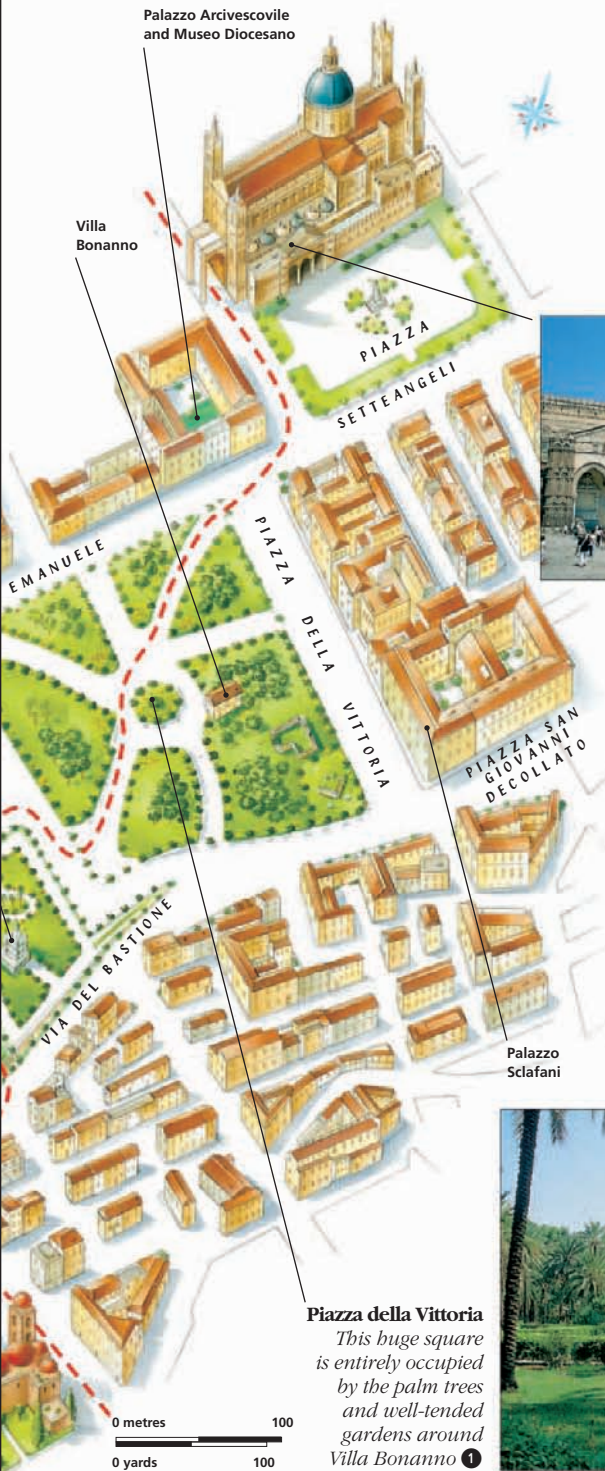 Palazzo Arcivescovile
and Museo Diocesano
Villa
Bonanno
PIAZZA
SETTEANGELI
EMANUELE
PIAZZA DELLA VITTORIA
PIAZZA SAN
GIOVANNI
DECOLLATO
VIA DEL BASTIONE
Palazzo
Sclafani
Piazza della Vittoria
This huge square
is entirely occupied
by the palm trees
and well-tended
gardens around
Villa Bonanno 1
0 metres 100
0 yards 100